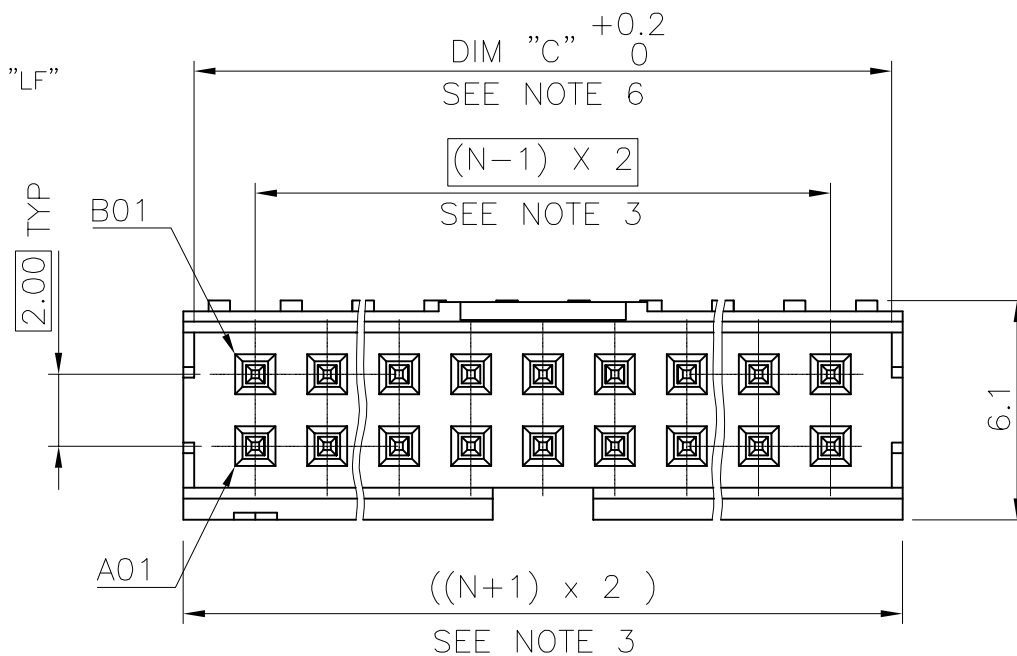 +0.2
DIM "C" 0
"LF"
SEE NOTE 6
(N-1) X 2
SEE NOTE 3
B01
2.00 TYP
6.1
A01
((N+1) x 2 )
SEE NOTE 3